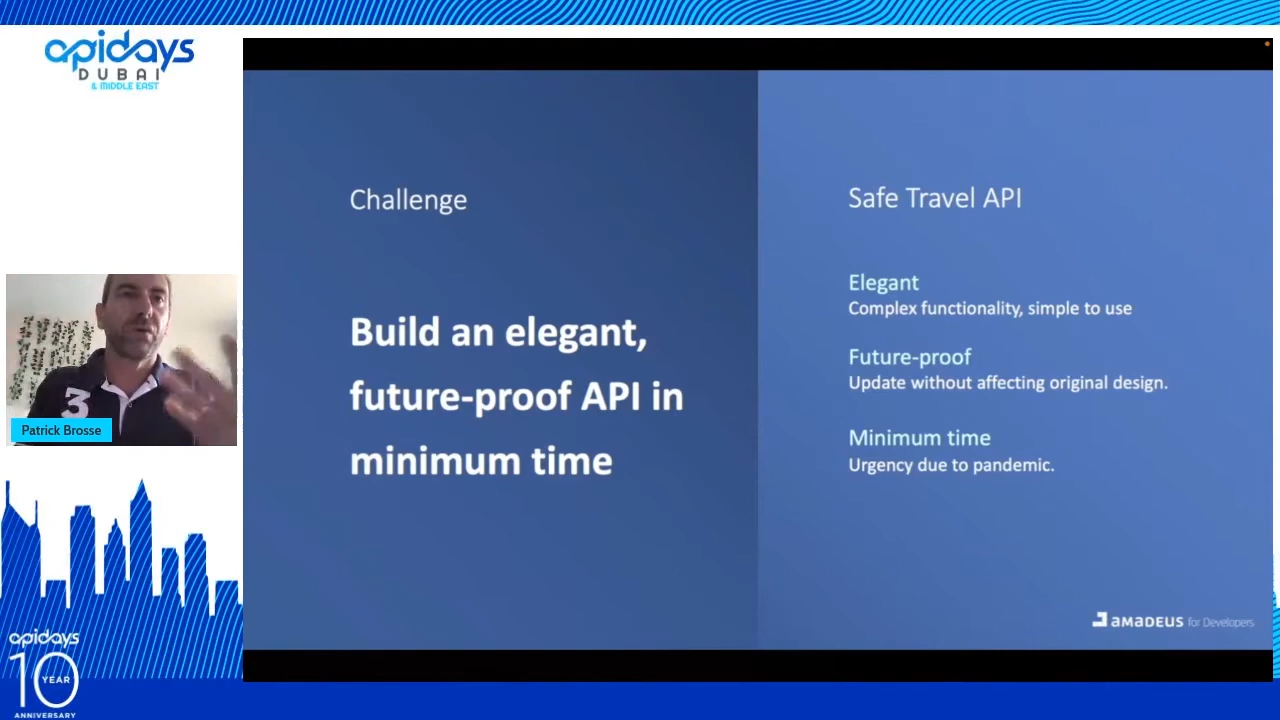 apidays
DUBAI
& MIDDLE EAST
Challenge
Build an elegant,
future-proof API in
minimum time
Safe Travel API
Elegant
Complex functionality, simple to use
Future-proof
Update without affecting original design.
Minimum time
Urgency due to pandemic.
amadeus for Developers
3
Patrick Brosse
apidays
10
YEAR
ANNIVERSARY